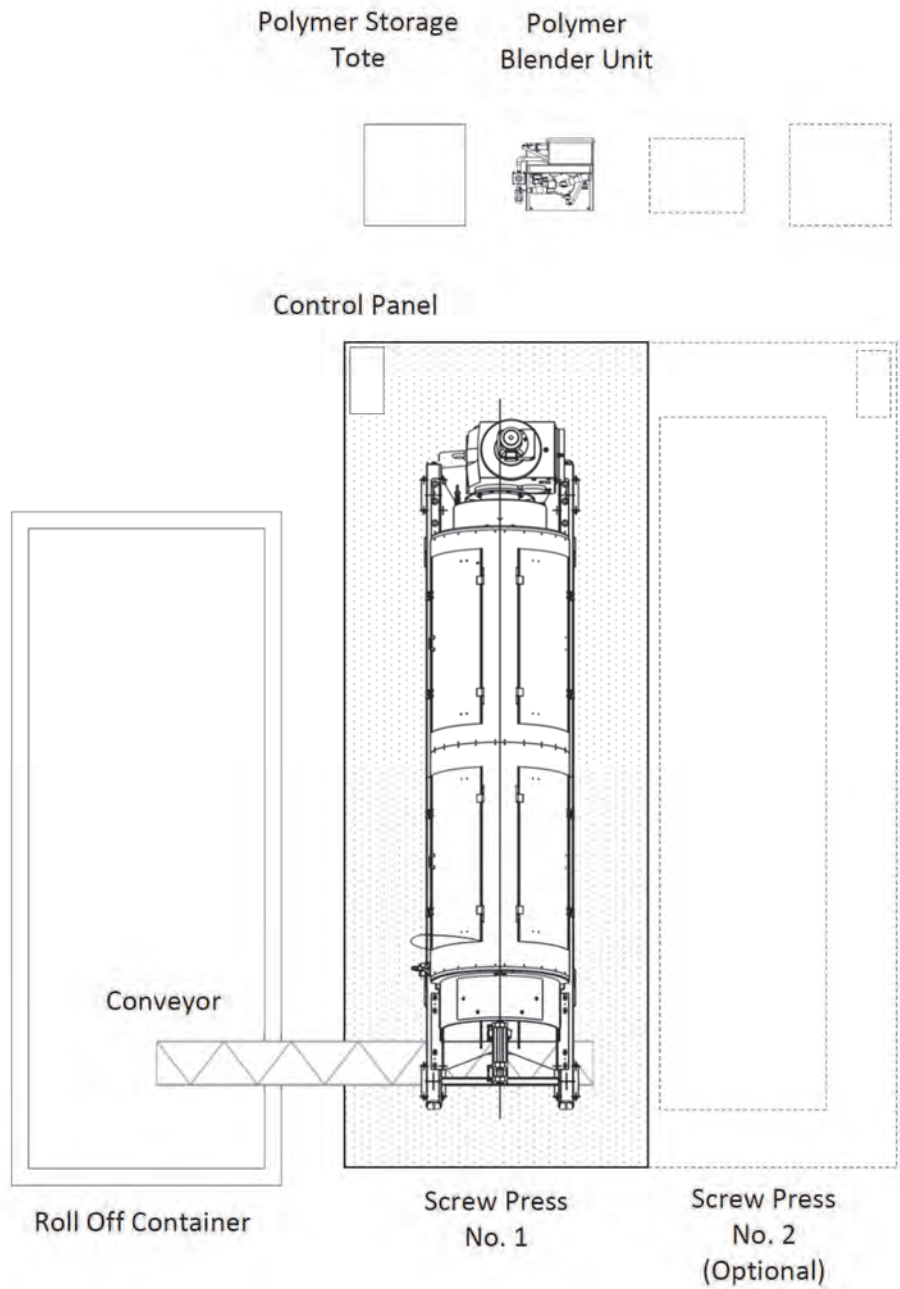 Polymer Storage
Tote
Polymer
Blender Unit
Control Panel
Conveyor
Roll Off Container
Screw Press
No. 1
Screw Press
No. 2
(Optional)